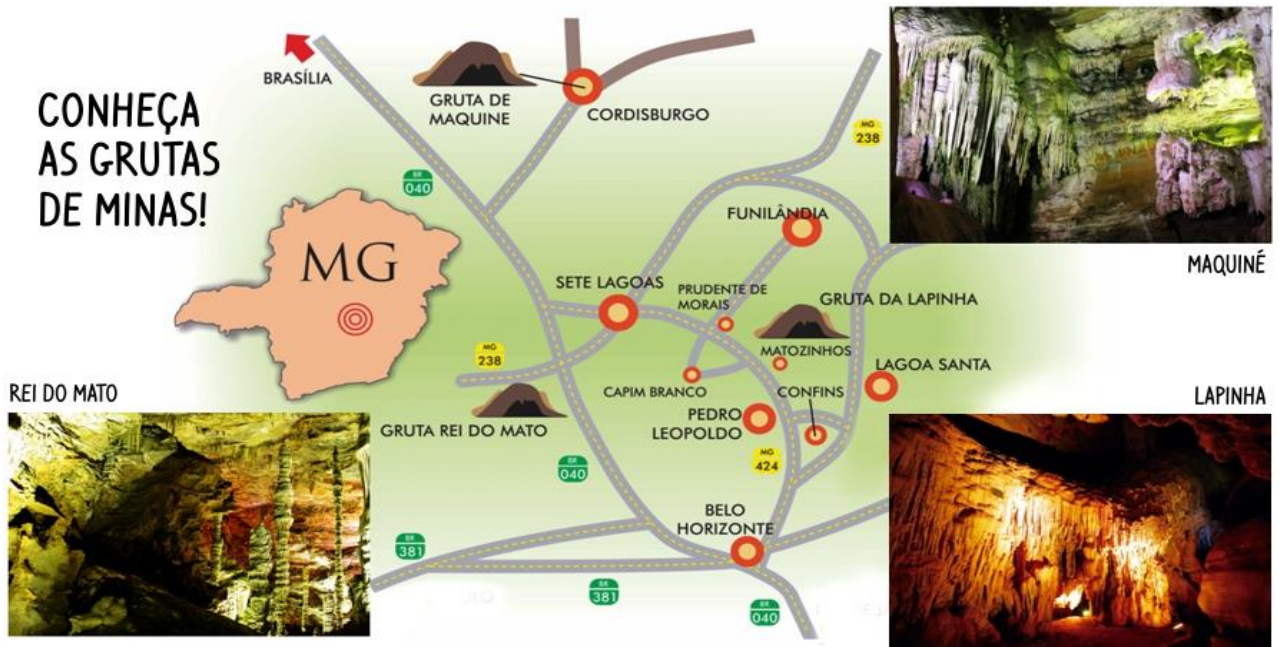 CONHEÇA
AS GRUTAS
DE MINAS!
BRASÍLIA
GRUTA DE
MAQUINE
CORDISBURGO
MG
238
BR
040
MAQUINÉ
MG
FUNILÂNDIA
SETE LAGOAS
PRUDENTE DE
MORAIS
GRUTA DA LAPINHA
MG
238
MATOZINHOS
LAGOA SANTA
CAPIM BRANCO
CONFINS
REI DO MATO
LAPINHA
GRUTA REI DO MATO
PEDRO
LEOPOLDO
MG
424
BR
040
BELO
HORIZONTE
BR
381
BR
381
BR
040